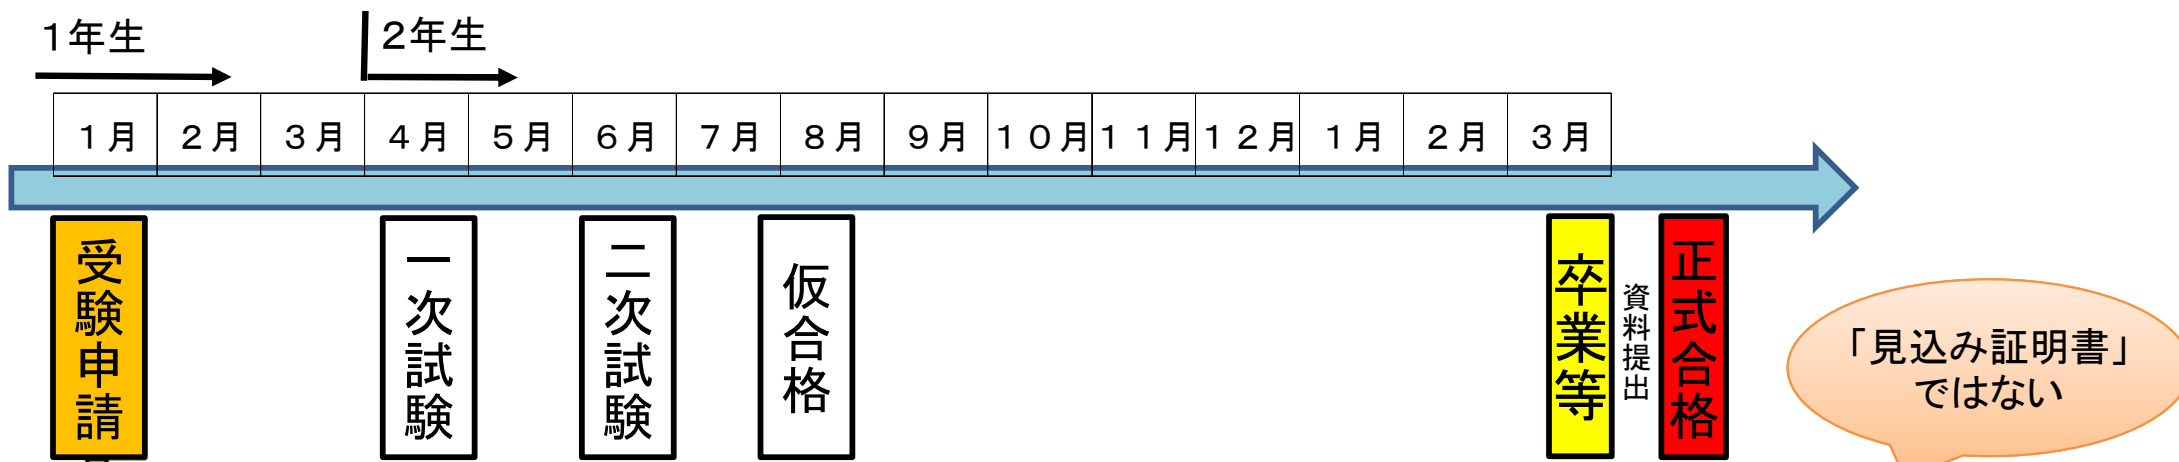 １年生
２年生
１月 ２月 ３月 ４月 ５月 ６月 ７月 ８月 ９月 １０月 １１月 １２月 １月 ２月 ３月
受験申請
一次試験
二次試験
仮合格
卒業等
資料提出
正式合格
「見込み証明書」
ではない